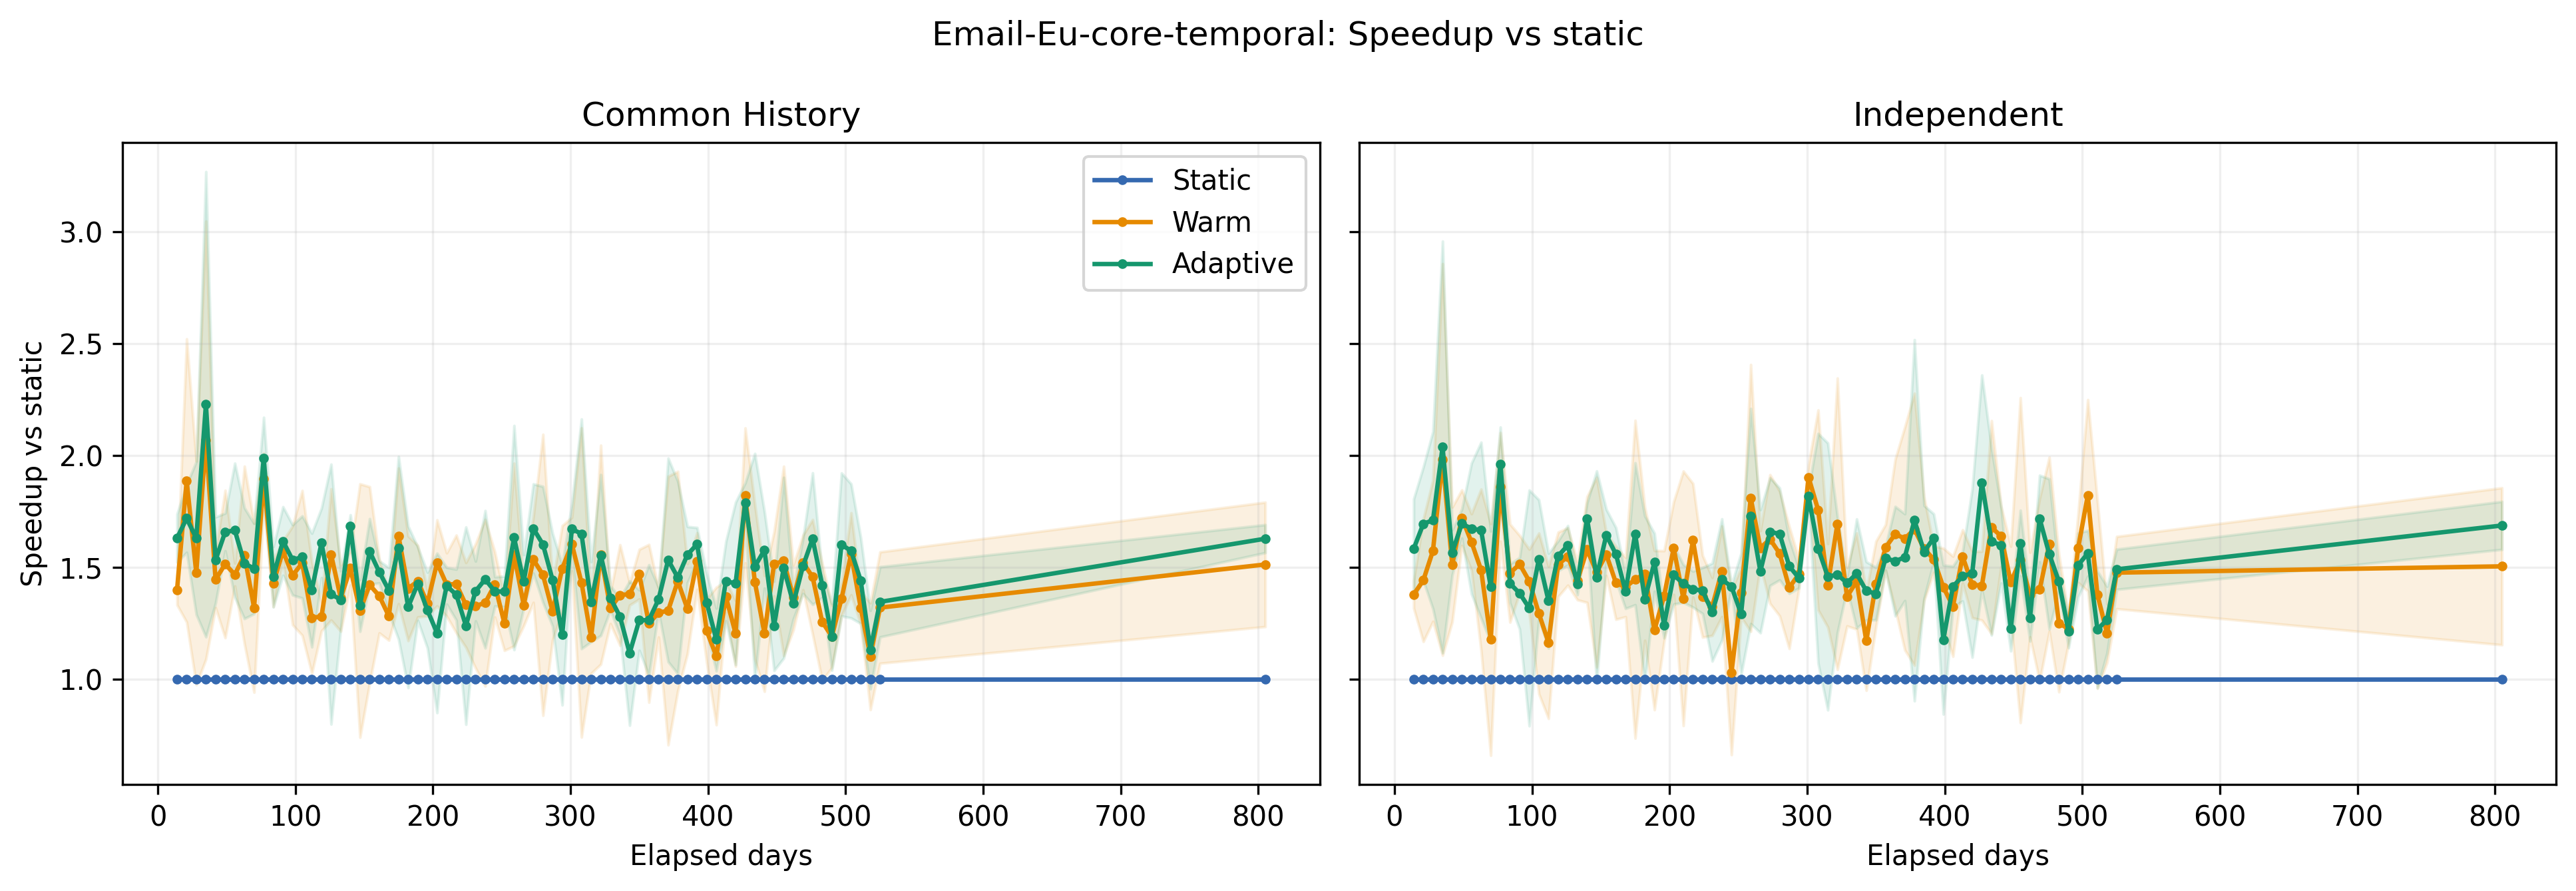 Email-Eu-core-temporal: Speedup vs static
Common History
Independent
Static
Warm
Adaptive
Speedup vs static
3.0
2.5
2.0
1.5
1.0
0 100 200 300 400 500 600 700 800
0 100 200 300 400 500 600 700 800
Elapsed days
Elapsed days